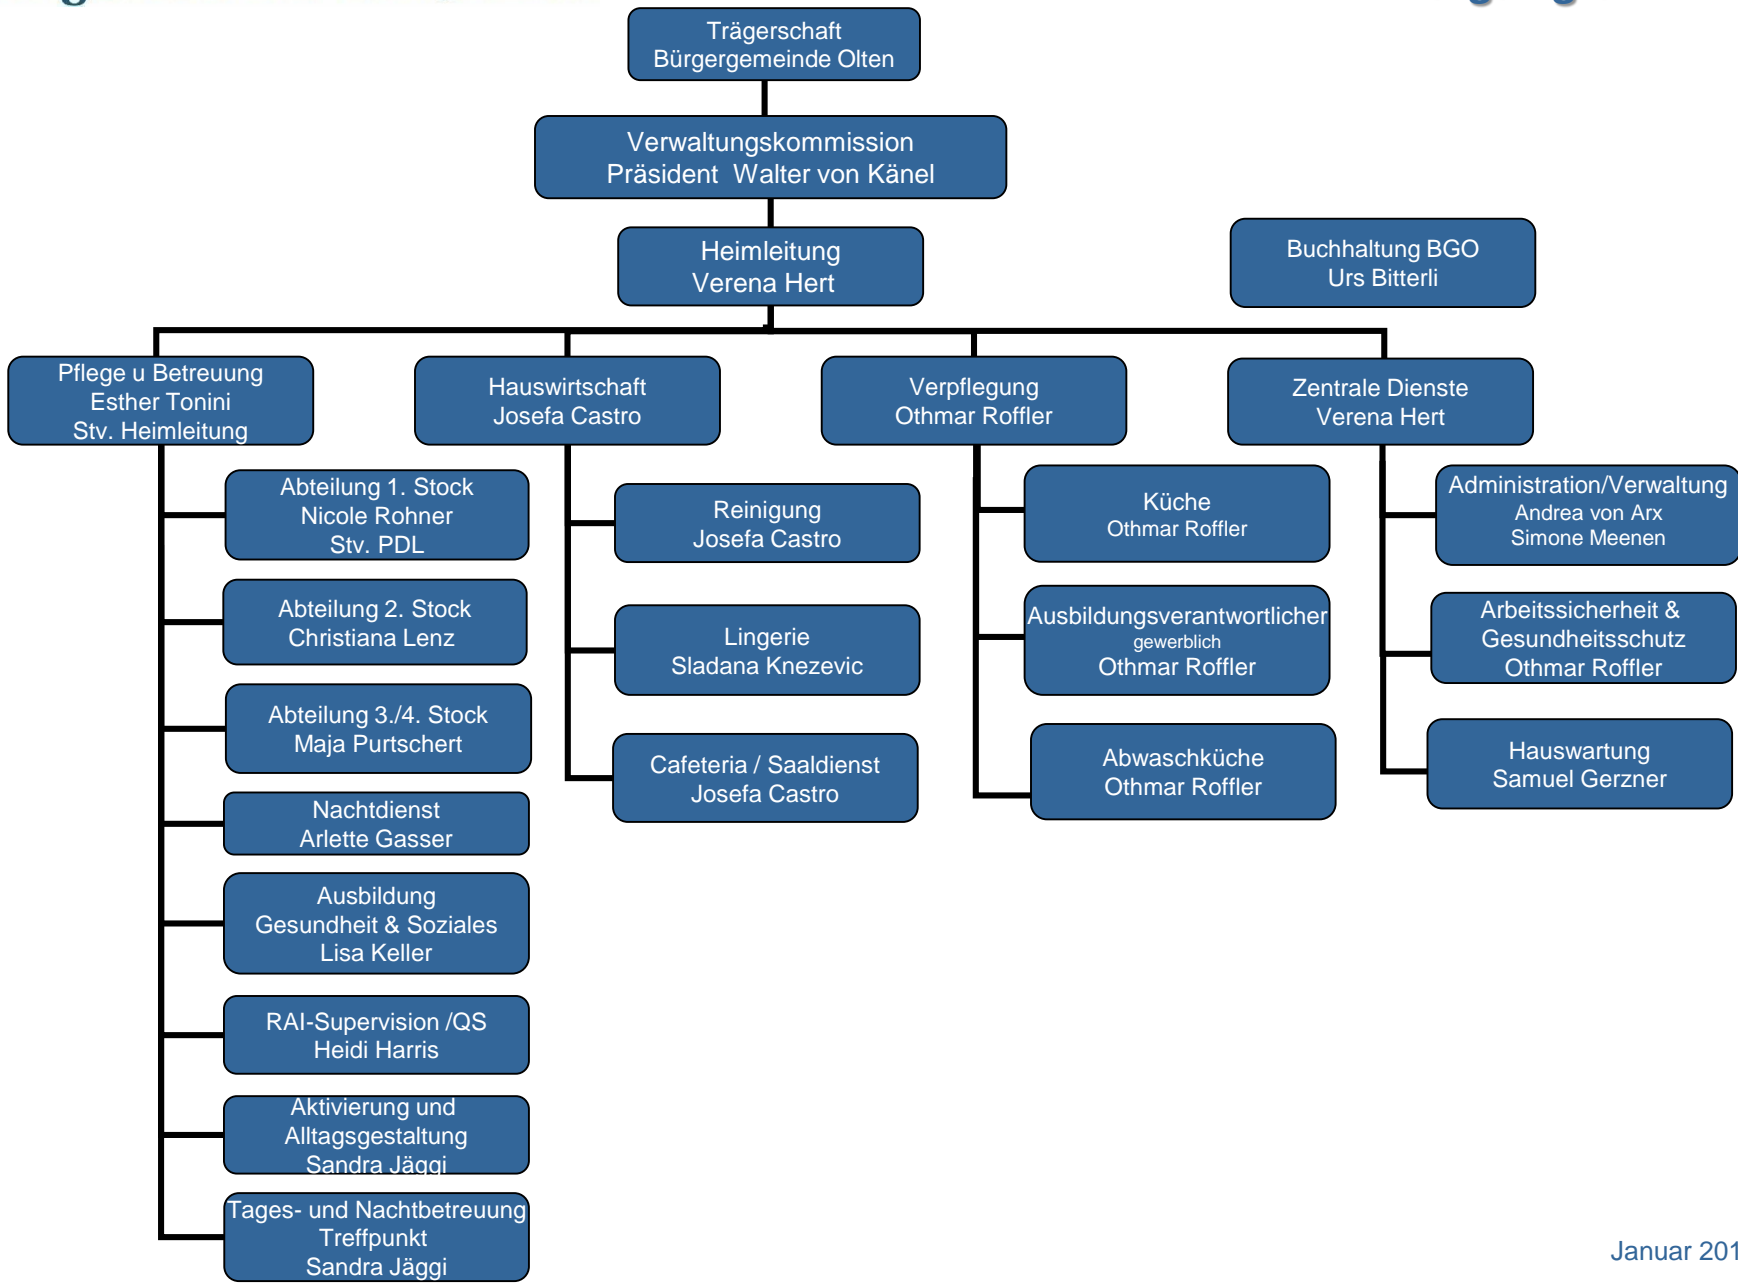 Trägerschaft
Bürgergemeinde Olten
Verwaltungskommission
Präsident Walter von Känel
Heimleitung
Verena Hert
Buchhaltung BGO
Urs Bitterli
Pflege u Betreuung
Esther Tonini
Stv. Heimleitung
Abteilung 1. Stock
Nicole Rohner
Stv. PDL
Abteilung 2. Stock
Christiana Lenz
Abteilung 3./4. Stock
Maja Purtschert
Nachtdienst
Arlette Gasser
Ausbildung
Gesundheit & Soziales
Lisa Keller
RAI-Supervision /QS
Heidi Harris
Aktivierung und
Alltagsgestaltung
Sandra Jäggi
Tages- und Nachtbetreuung
Treffpunkt
Sandra Jäggi
Hauswirtschaft
Josefa Castro
Reinigung
Josefa Castro
Lingerie
Sladana Knezevic
Cafeteria / Saaldienst
Josefa Castro
Verpflegung
Othmar Roffler
Küche
Othmar Roffler
Ausbildungsverantwortlicher
gewerblich
Othmar Roffler
Abwaschküche
Othmar Roffler
Zentrale Dienste
Verena Hert
Administration/Verwaltung
Andrea von Arx
Simone Meenen
Arbeitssicherheit &
Gesundheitsschutz
Othmar Roffler
Hauswartung
Samuel Gerzner
Januar 201